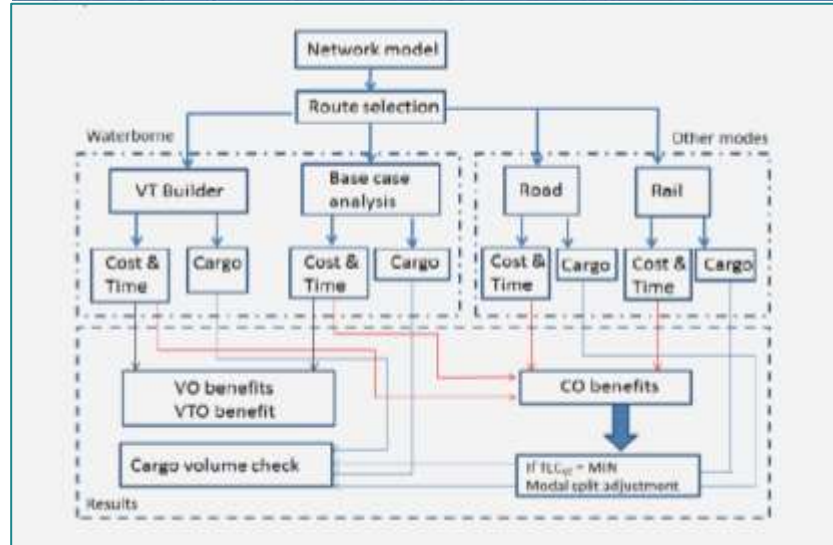 Network model
Route selection
Waterborne
Other modes
VT Builder
Base case
analysis
Road
Rail
Cost &
Time
Cargo
Cost &
Time
Cargo
Cost &
Time
Cargo
Cost &
Time
Cargo
VO benefits
VTO benefit
CO benefits
Cargo volume check
If = MIN
Modal split adjustment
Results